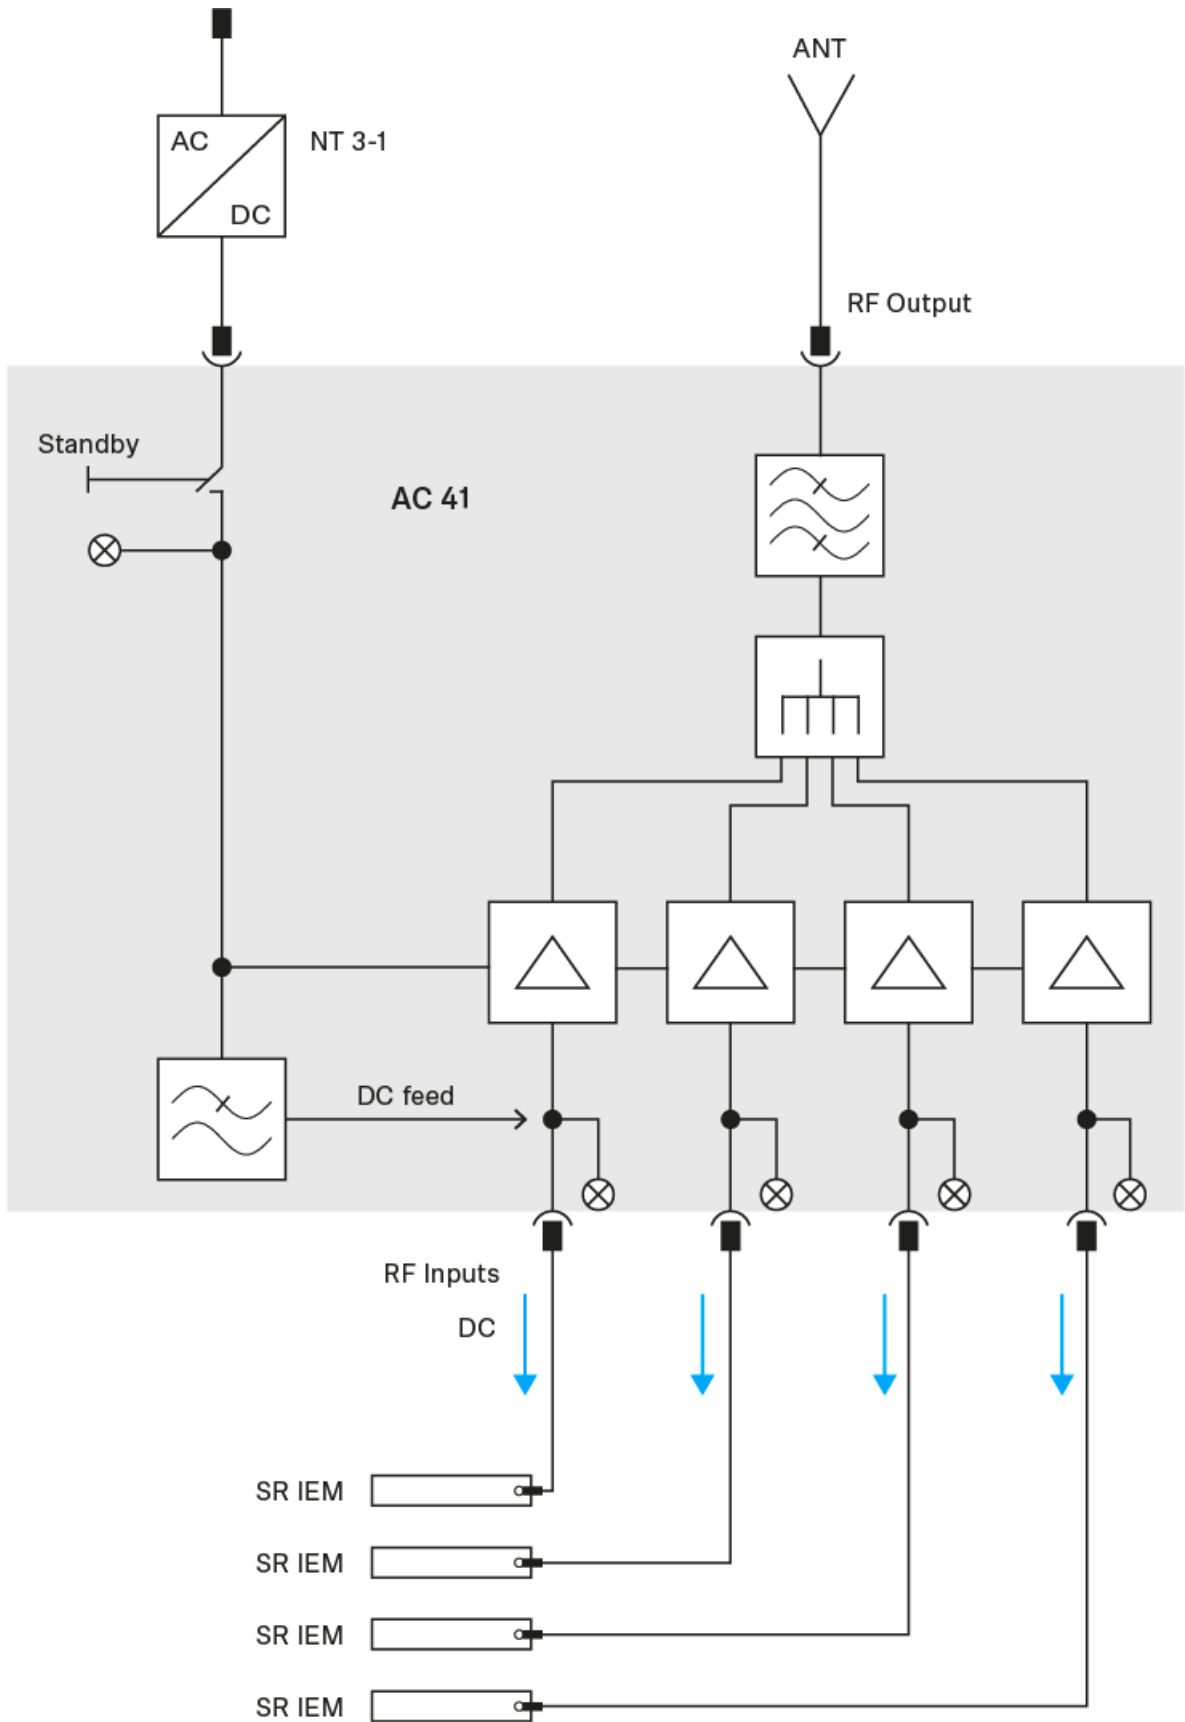 ANT
AC
NT 3-1
DC
RF Output
Standby
AC 41
DC feed
RF Inputs
DC
SR IEM
SR IEM
SR IEM
SR IEM